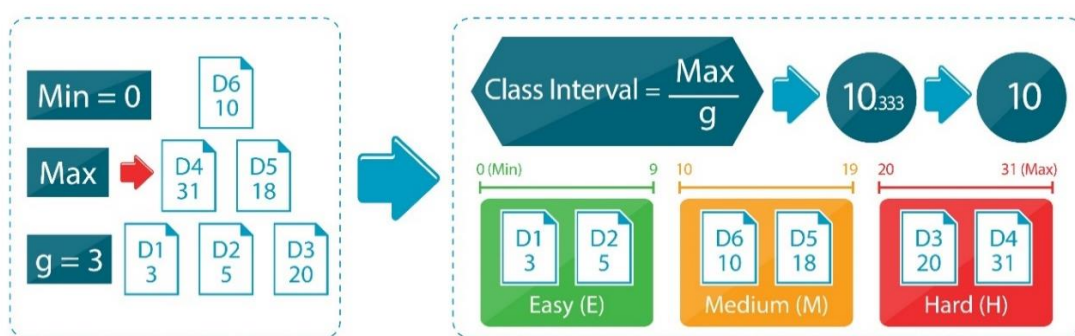 Min = 0
D6
10
Max
D4
31
D5
18
g = 3
D1
3
D2
5
D3
20
Class Interval = Max
g
10.333
10
0 (Min) 9
10 19
20 31 (Max)
D1
3
D2
5
Easy (E)
D6
10
D5
18
Medium (M)
D3
20
D4
31
Hard (H)